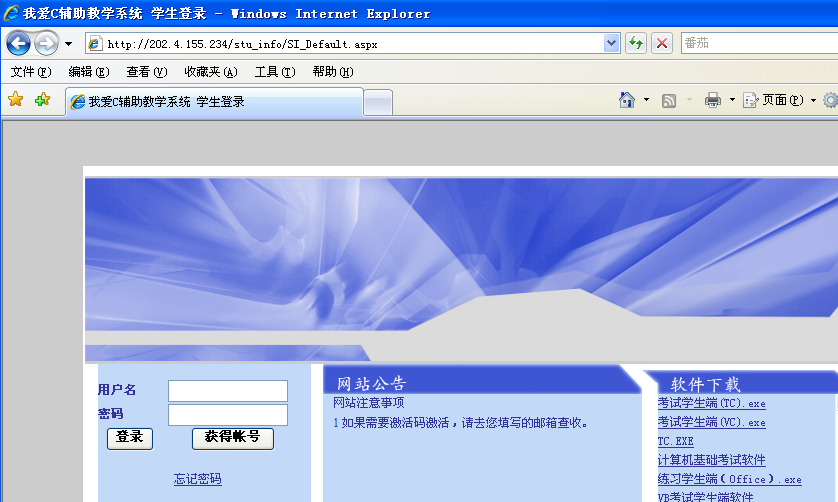 我爱C辅助教学系统 学生登录 - Windows Internet Explorer
http://202.4.155.234/stu_info/SI_Default.aspx
番茄
文件(F) 编辑(E) 查看(V) 收藏夹(A) 工具(T) 帮助(H)
我爱C辅助教学系统 学生登录
页面(P)
网站公告
软件下载
用户名
密码
登录 获得帐号
忘记密码
网站注意事项
1 如果需要激活码激活，请去您填写的邮箱查收。
考试学生端(TC).exe
考试学生端(VC).exe
TC.EXE
计算机基础考试软件
练习学生端(Office).exe
VB考试学生端软件